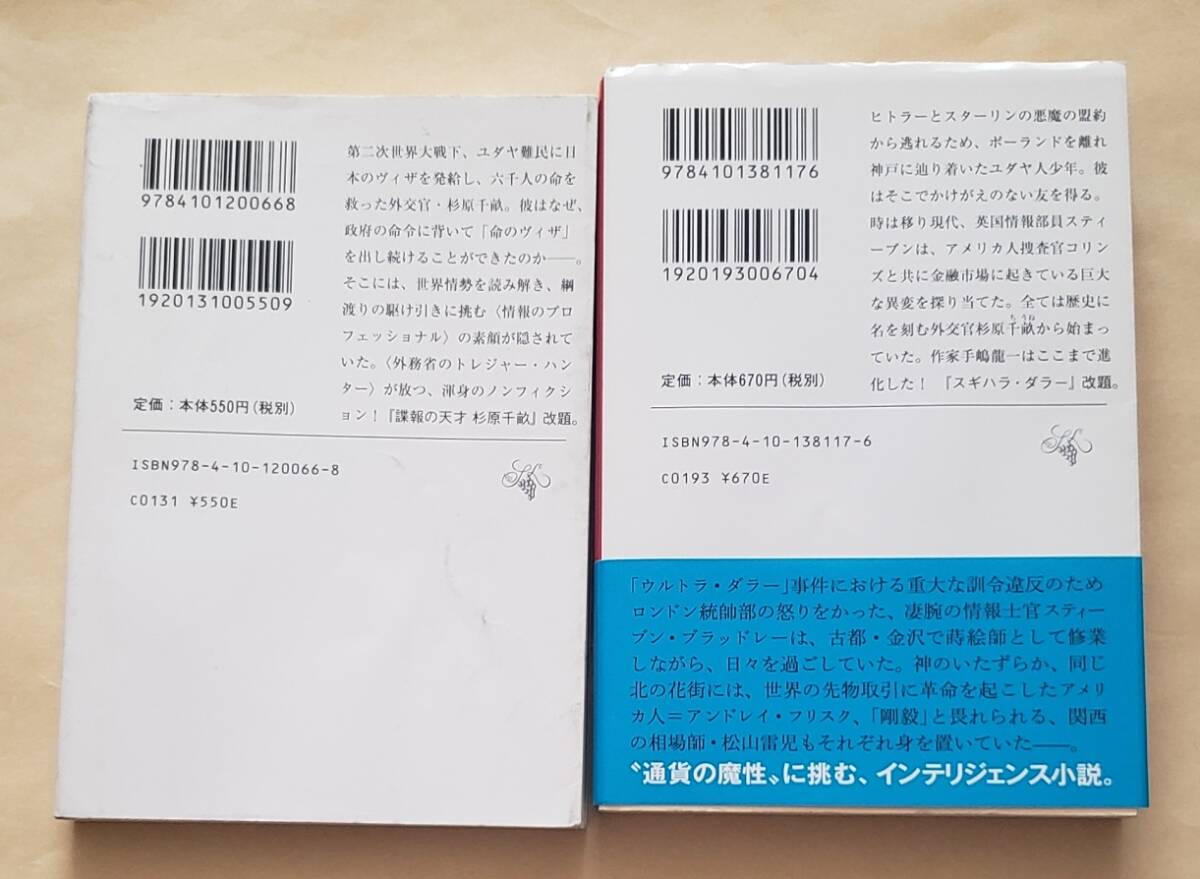 9784101200668
1920131005509
第二次世界大戦下、ユダヤ難民に日
本のヴィザを発給し、六千人の命を
救った外交官・杉原千畝。彼はなぜ、
政府の命令に背いて「命のヴィザ」
を出し続けることができたのか――。
そこには、世界情勢を読み解き、綱
渡りの駆け引きに挑む〈情報のプロ
フェッショナル〉の素顔が隠されて
いた。〈外務省のトレジャー・ハン
ター〉が放つ、渾身のノンフィクシ
ョン！『諜報の天才 杉原千畝』改題。
定価：本体550円（税別）
ISBN978-4-10-120066-8
C0131 ¥550E
9784101381176
1920193006704
ヒトラーとスターリンの悪魔の盟約
から逃れるため、ポーランドを離れ
神戸に辿り着いたユダヤ人少年。彼
はそこでかけがえのない友を得る。
時は移り現代、英国情報部員スティ
ーブンは、アメリカ人捜査官コリン
ズと共に金融市場に起きている巨大
な異変を探り当てた。全ては歴史に
名を刻む外交官杉原千畝から始まっ
ていた。作家手嶋龍一はここまで進
化した！　『スギハラ・ダラー』改題。
ちうね
定価：本体670円（税別）
ISBN978-4-10-138117-6
C0193 ¥670E
「ウルトラ・ダラー」事件における重大な訓令違反のため
ロンドン統帥部の怒りをかった、凄腕の情報士官スティー
ブン・ブラッドレーは、古都・金沢で蒔絵師として修業
しながら、日々を過ごしていた。神のいたずらか、同じ
北の花街には、世界の先物取引に革命を起こしたアメリ
カ人＝アンドレイ・フリスク、「剛毅」と畏れられる、関西
の相場師・松山雷児もそれぞれ身を置いていた――。
〝通貨の魔性〟に挑む、インテリジェンス小説。